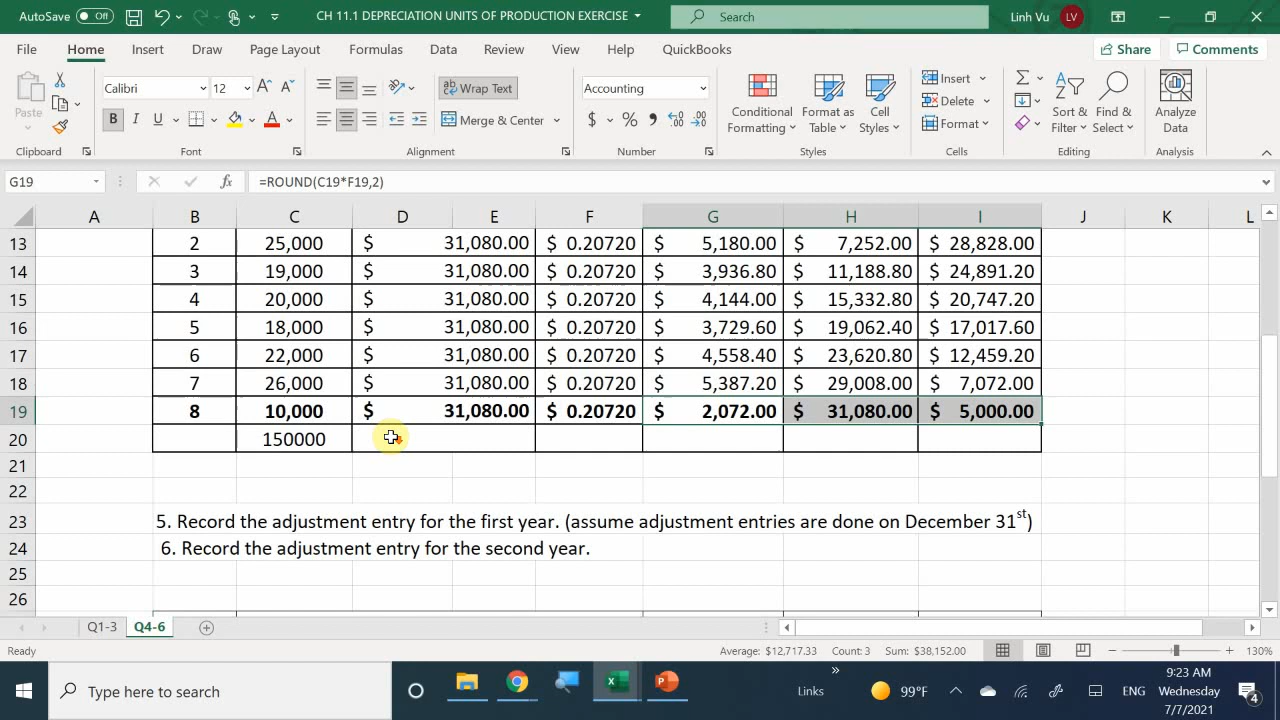 AutoSave Off CH 11.1 DEPRECIATION UNITS OF PRODUCTION EXERCISE Search Linh Vu LV
File Home Insert Draw Page Layout Formulas Data Review View Help QuickBooks Share Comments
Paste Calibri 12 A A ab Wrap Text Accounting Conditional Formatting Format as Table Cell Styles Insert Delete Format Sort & Filter Find & Select Analyze Data
B I U A Merge & Center $ % 9
Clipboard Font Alignment Number Styles Cells Editing Analysis
G19 fx =ROUND(C19*F19,2)
A B C D E F G H I J K L
13 2 25,000 $ 31,080.00 $ 0.20720 $ 5,180.00 $ 7,252.00 $ 28,828.00
14 3 19,000 $ 31,080.00 $ 0.20720 $ 3,936.80 $ 11,188.80 $ 24,891.20
15 4 20,000 $ 31,080.00 $ 0.20720 $ 4,144.00 $ 15,332.80 $ 20,747.20
16 5 18,000 $ 31,080.00 $ 0.20720 $ 3,729.60 $ 19,062.40 $ 17,017.60
17 6 22,000 $ 31,080.00 $ 0.20720 $ 4,558.40 $ 23,620.80 $ 12,459.20
18 7 26,000 $ 31,080.00 $ 0.20720 $ 5,387.20 $ 29,008.00 $ 7,072.00
19 8 10,000 $ 31,080.00 $ 0.20720 $ 2,072.00 $ 31,080.00 $ 5,000.00
20 150000
21
22
23 5. Record the adjustment entry for the first year. (assume adjustment entries are done on December 31st)
24 6. Record the adjustment entry for the second year.
25
26
Q1-3 Q4-6
Ready Average: $12,717.33 Count: 3 Sum: $38,152.00 130%
Type here to search Links 99°F ENG 9:23 AM
Wednesday
7/7/2021
4